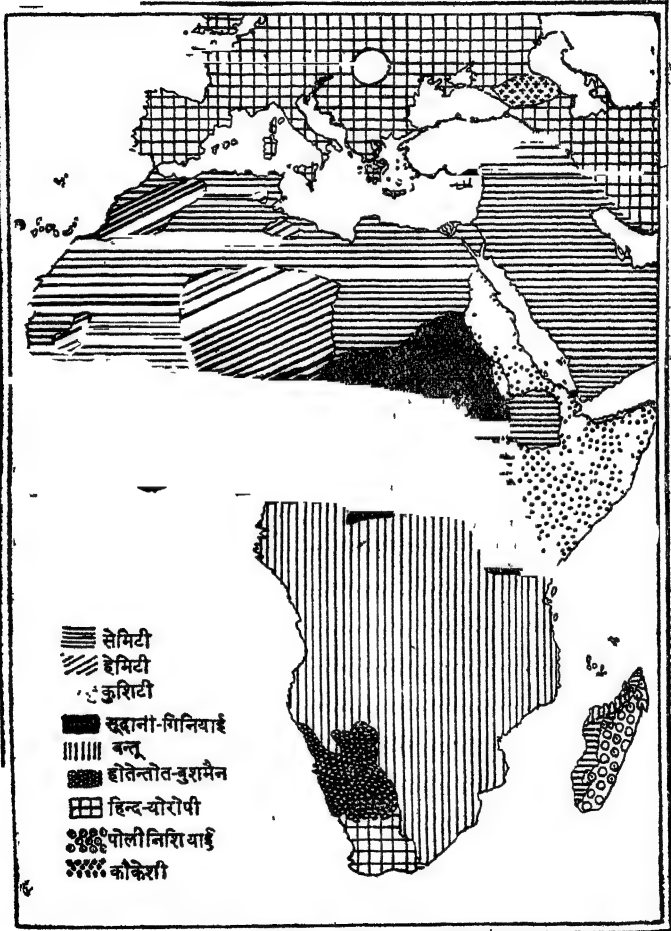 सेमिटी
हेमिटी
कुशिटी
सूदानी-गिनियाई
बन्तू
होतेन्तोत-बुशमैन
हिन्द-योरोपी
पोलीनिशियाई
कौकेशी